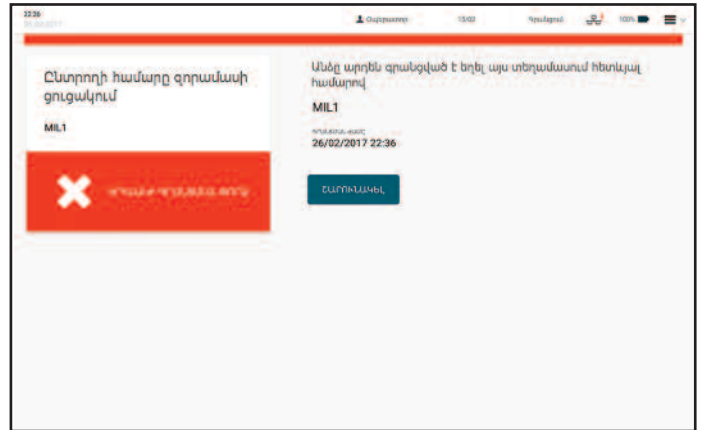 22:36
Օպերատոր
15/02
Գրանցում
100%
Ընտրողի համարը զորամասի
ցուցակում
MIL1
Անձը արդեն գրանցված է եղել այս տեղամասում հետևյալ
համարով
MIL1
26/02/2017 22:36
ՇԱՐՈՒՆԱԿԵԼ